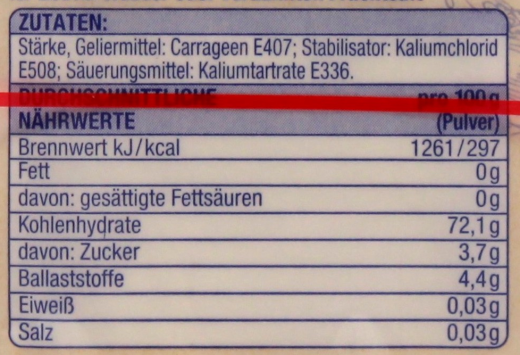 ZUTATEN:
Stärke, Geliermittel: Carrageen E407; Stabilisator: Kaliumchlorid
E508; Säuerungsmittel: Kaliumtartrate E336.
DURCHSCHNITTLICHE pro 100g
NÄHRWERTE (Pulver)
Brennwert kJ/kcal 1261/297
Fett 0g
davon: gesättigte Fettsäuren 0g
Kohlenhydrate 72,1g
davon: Zucker 3,7g
Ballaststoffe 4,4g
Eiweiß 0,03g
Salz 0,03g